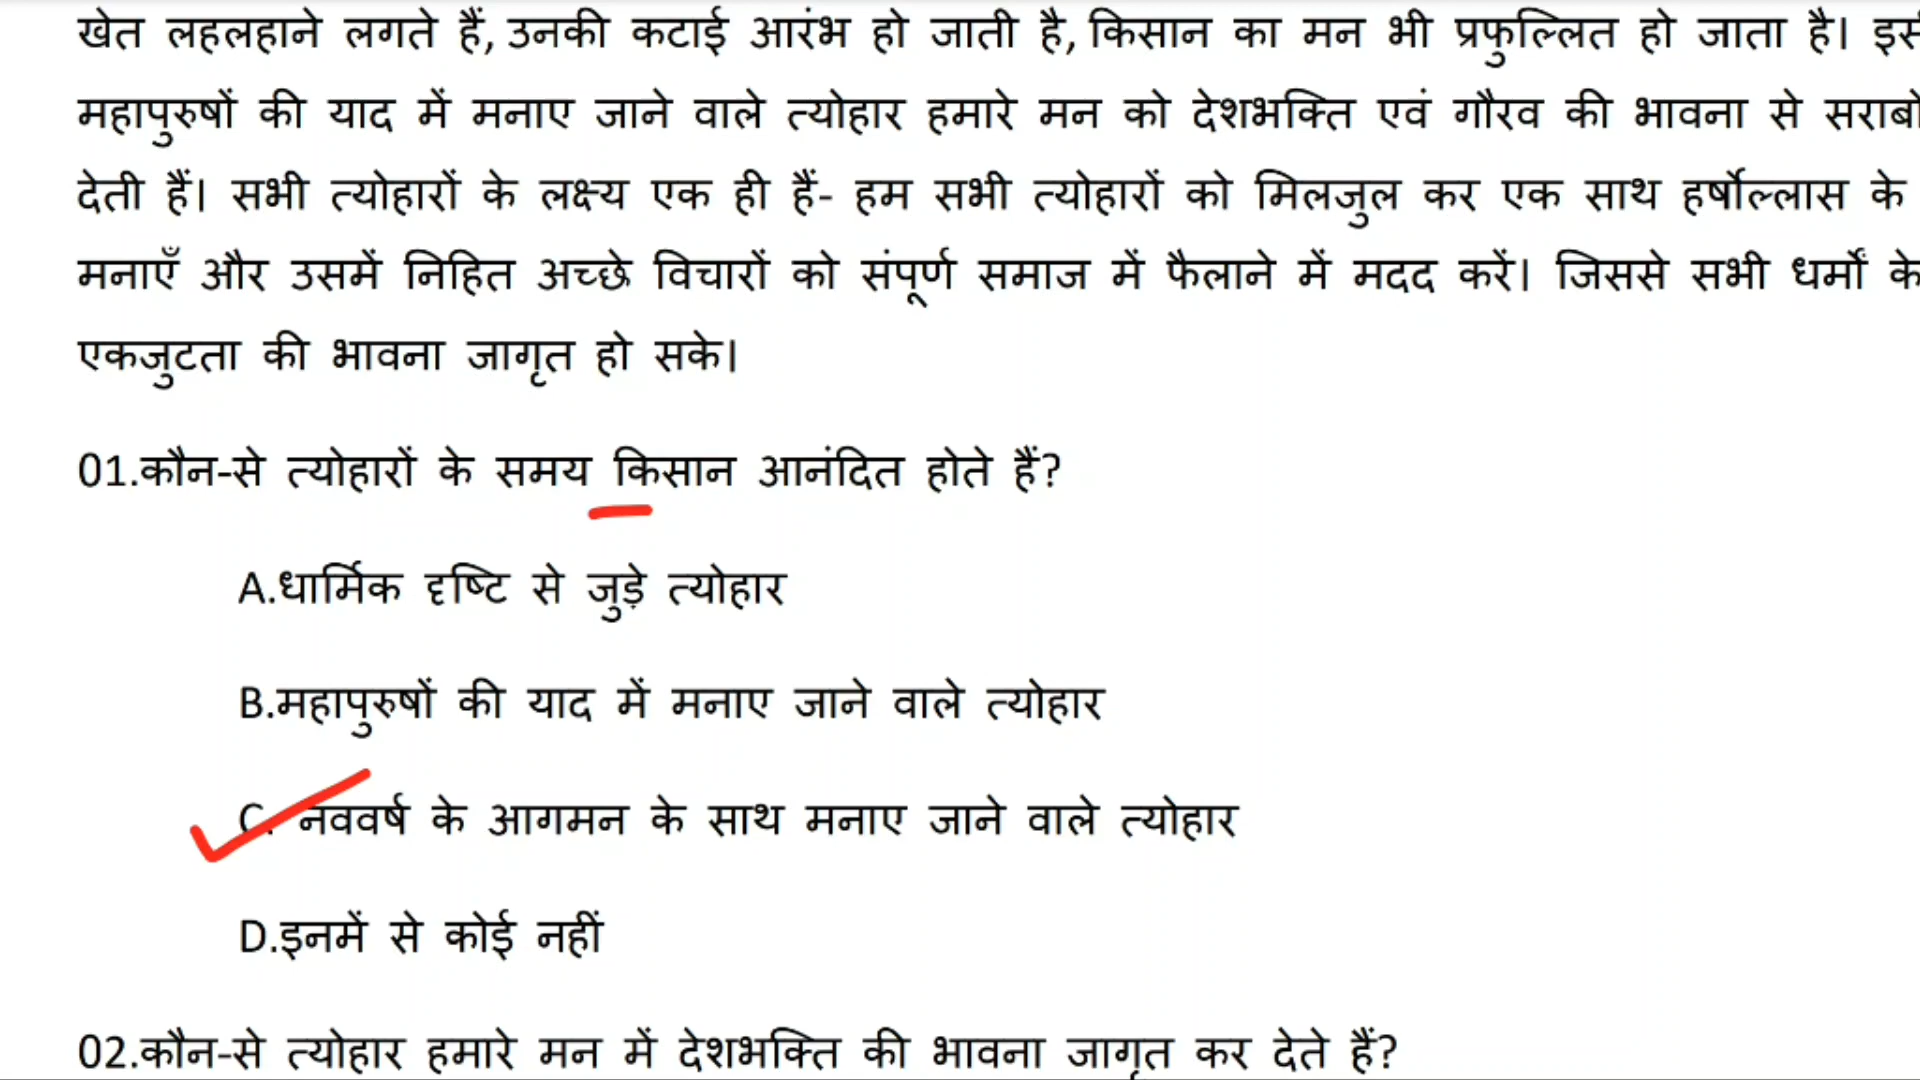 खेत लहलहाने लगते हैं, उनकी कटाई आरंभ हो जाती है, किसान का मन भी प्रफुल्लित हो जाता है।
महापुरुषों की याद में मनाए जाने वाले त्योहार हमारे मन को देशभक्ति एवं गौरव की भावना से
देती हैं। सभी त्योहारों के लक्ष्य एक ही हैं- हम सभी त्योहारों को मिलजुल कर एक साथ हर्षोल्लास के
मनाएँ और उसमें निहित अच्छे विचारों को संपूर्ण समाज में फैलाने में मदद करें। जिससे सभी धर्मों के
एकजुटता की भावना जागृत हो सके।
01.कौन-से त्योहारों के समय किसान आनंदित होते हैं?
A.धार्मिक दृष्टि से जुड़े त्योहार
B.महापुरुषों की याद में मनाए जाने वाले त्योहार
C. नववर्ष के आगमन के साथ मनाए जाने वाले त्योहार
D.इनमें से कोई नहीं
02.कौन-से त्योहार हमारे मन में देशभक्ति की भावना जागृत कर देते हैं?